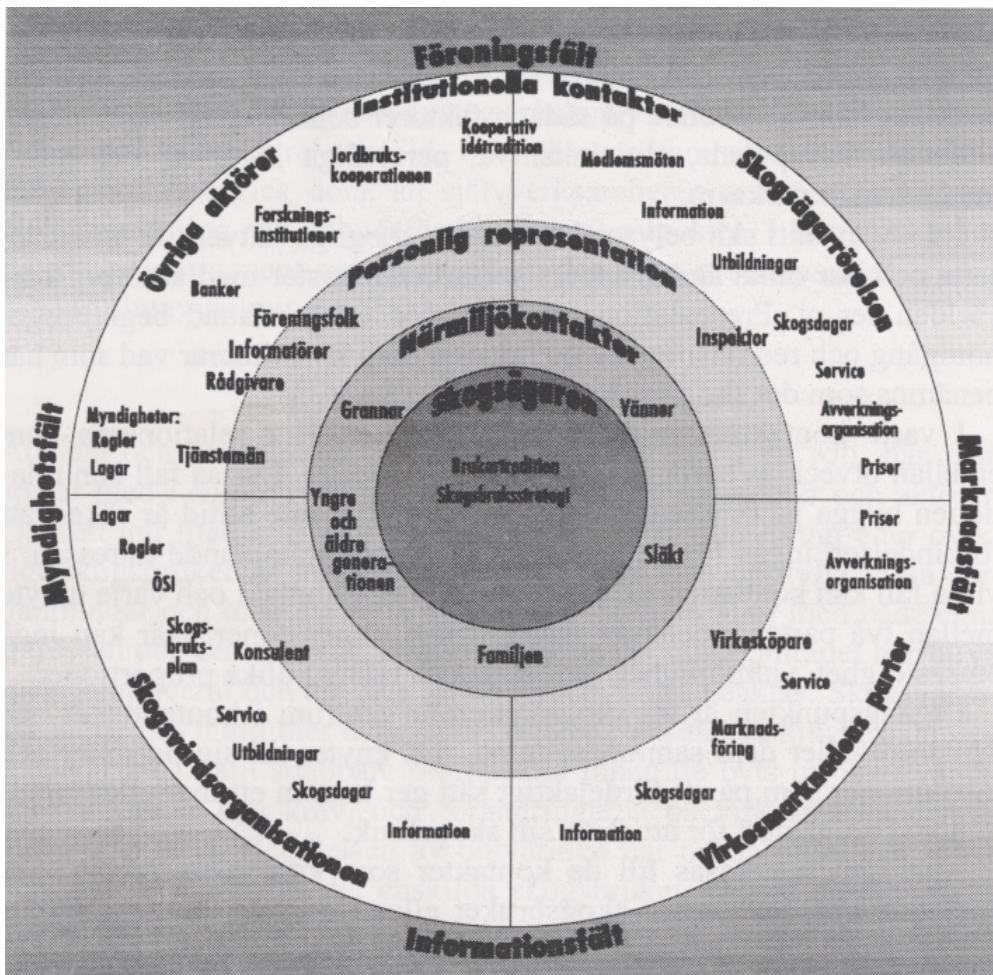 Föreningsfält
Institutionella kontakter
Övriga aktörer
Skogsägarrörelsen
Kooperativ
idétradition
Jordbruks-
kooperationen
Medlemsmöten
Forsknings-
institutioner
Information
Personlig representation
Utbildningar
Banker
Föreningsfolk
Informatörer
Rådgivare
Närmiljökontakter
Inspektor
Skogsdagar
Service
Grannar
Skogsägaren
Vänner
Myndigheter:
Regler
Lagar
Tjänstemän
Avverknings-
organisation
Priser
Brukartradition
Skogsbruksstrategi
Myndighetsfält
Marknadsfält
Lagar
Regler
ÖSI
Yngre
och
äldre
genera-
tionen
Släkt
Priser
Avverknings-
organisation
Skogs-
bruks-
plan
Konsulent
Familjen
Virkesköpare
Service
Service
Utbildningar
Marknads-
föring
Skogsdagar
Skogsdagar
Information
Information
Skogsvårdsorganisationen
Virkesmarknadens parter
Informationsfält